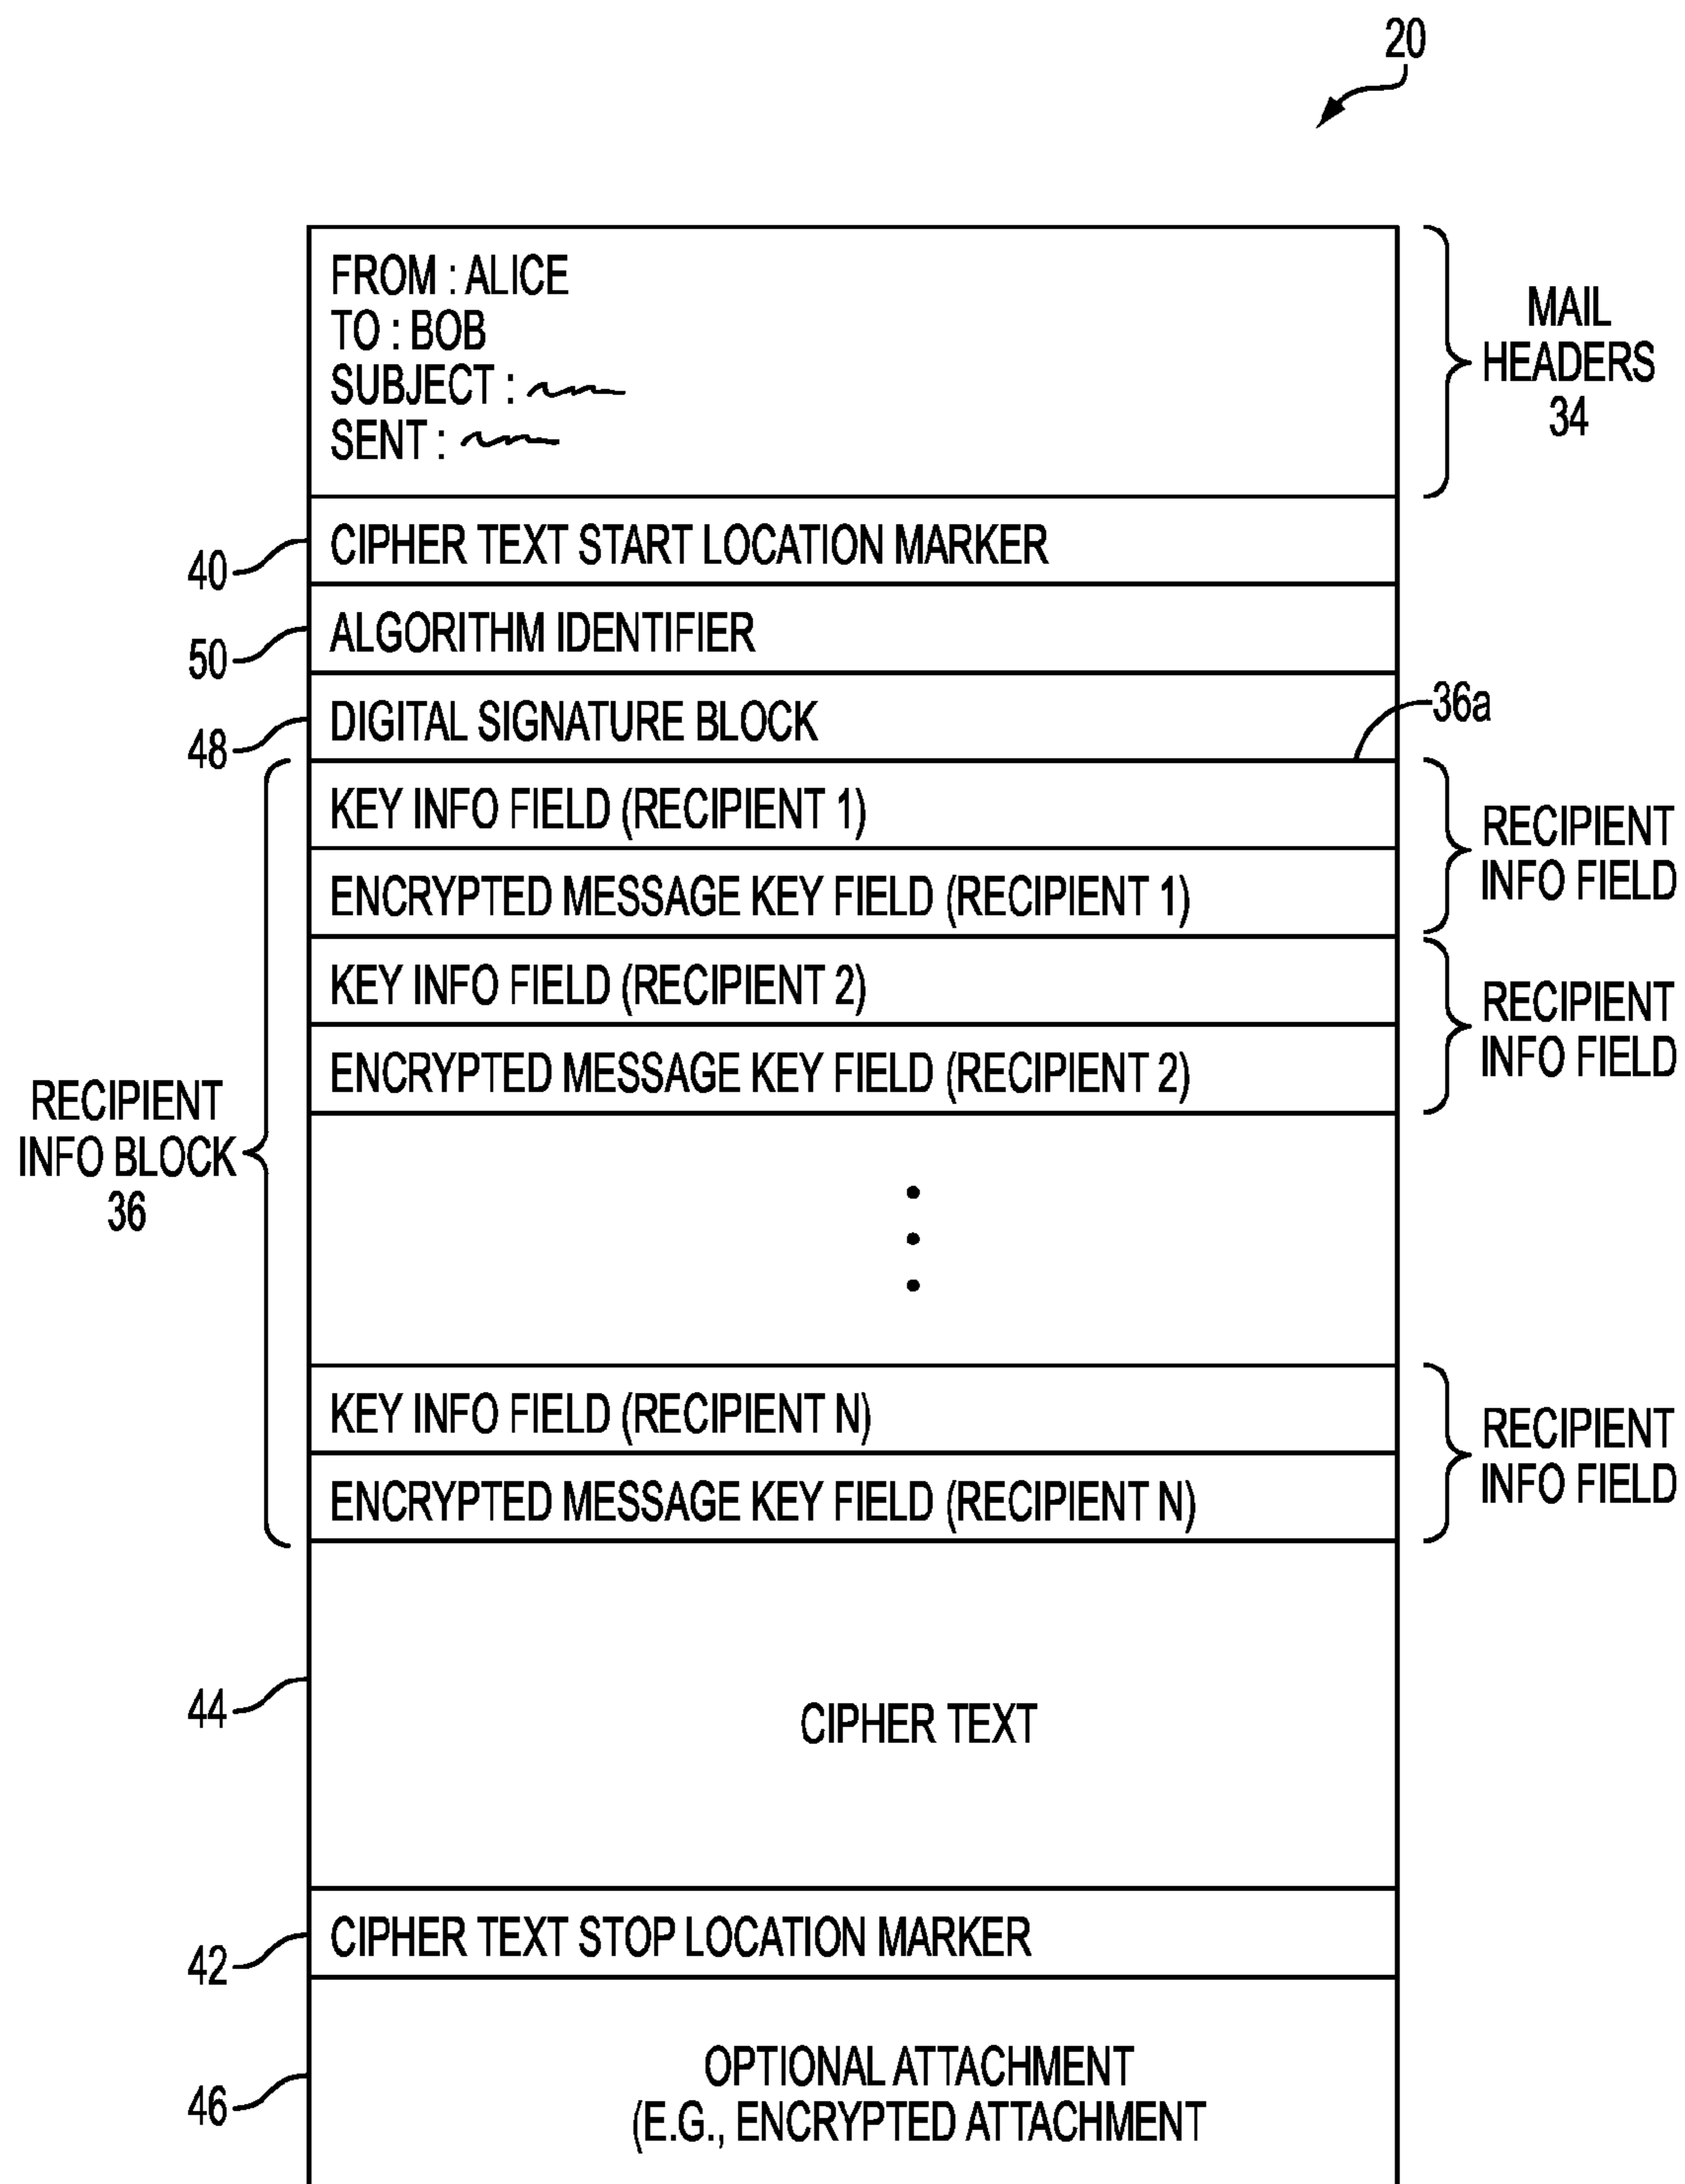 20
FROM : ALICE
TO : BOB
SUBJECT :
SENT :
MAIL
HEADERS
34
40
CIPHER TEXT START LOCATION MARKER
50
ALGORITHM IDENTIFIER
48
DIGITAL SIGNATURE BLOCK
36a
RECIPIENT
INFO BLOCK
36
KEY INFO FIELD (RECIPIENT 1)
ENCRYPTED MESSAGE KEY FIELD (RECIPIENT 1)
RECIPIENT
INFO FIELD
KEY INFO FIELD (RECIPIENT 2)
ENCRYPTED MESSAGE KEY FIELD (RECIPIENT 2)
RECIPIENT
INFO FIELD
KEY INFO FIELD (RECIPIENT N)
ENCRYPTED MESSAGE KEY FIELD (RECIPIENT N)
RECIPIENT
INFO FIELD
44
CIPHER TEXT
42
CIPHER TEXT STOP LOCATION MARKER
46
OPTIONAL ATTACHMENT
(E.G., ENCRYPTED ATTACHMENT